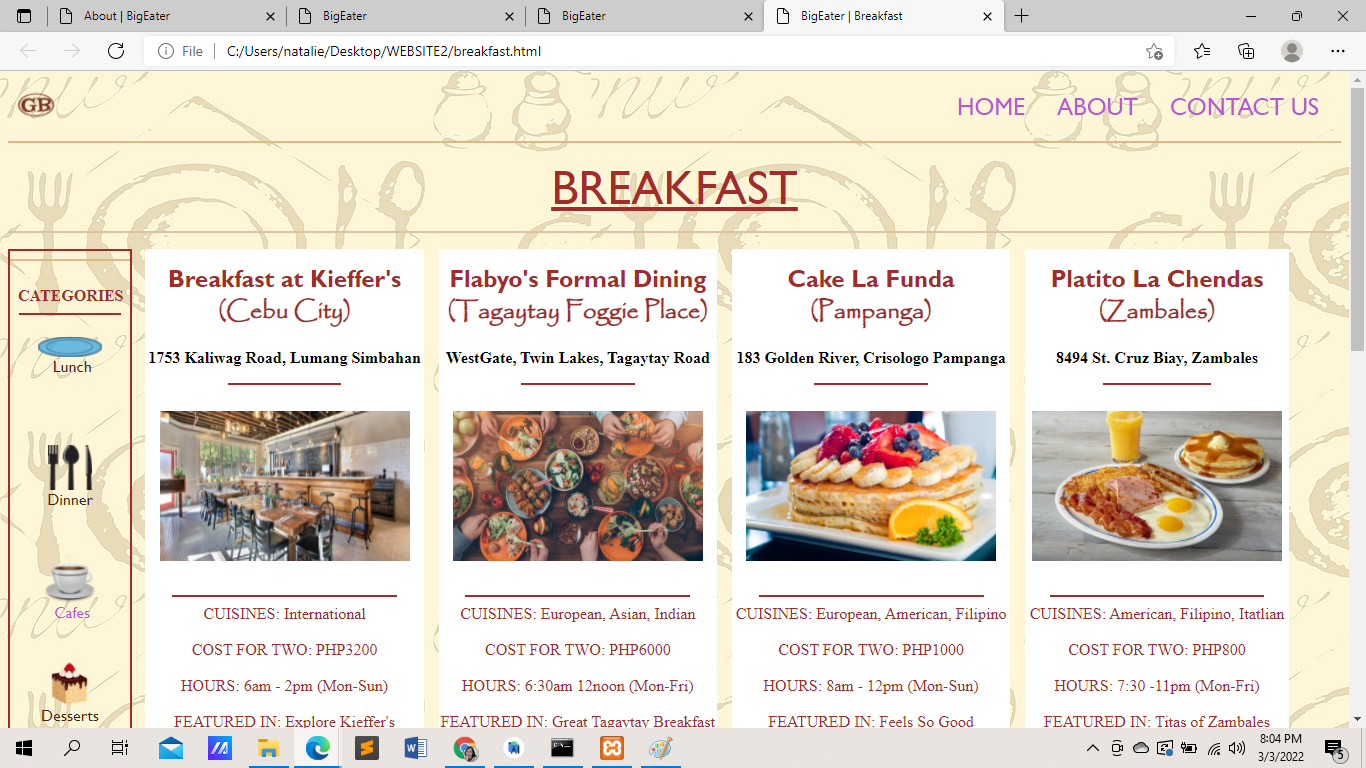 About | BigEater
BigEater
BigEater
BigEater | Breakfast
File
C:/Users/natalie/Desktop/WEBSITE2/breakfast.html
GB
HOME ABOUT CONTACT US
BREAKFAST
CATEGORIES
Lunch
Dinner
Cafes
Desserts
Breakfast at Kieffer's
(Cebu City)
1753 Kaliwag Road, Lumang Simbahan
CUISINES: International
COST FOR TWO: PHP3200
HOURS: 6am - 2pm (Mon-Sun)
FEATURED IN: Explore Kieffer's
Flabyo's Formal Dining
(Tagaytay Foggie Place)
WestGate, Twin Lakes, Tagaytay Road
CUISINES: European, Asian, Indian
COST FOR TWO: PHP6000
HOURS: 6:30am 12noon (Mon-Fri)
FEATURED IN: Great Tagaytay Breakfast
Cake La Funda
(Pampanga)
183 Golden River, Crisologo Pampanga
CUISINES: European, American, Filipino
COST FOR TWO: PHP1000
HOURS: 8am - 12pm (Mon-Sun)
FEATURED IN: Feels So Good
Platito La Chendas
(Zambales)
8494 St. Cruz Biay, Zambales
CUISINES: American, Filipino, Itatlian
COST FOR TWO: PHP800
HOURS: 7:30 -11pm (Mon-Fri)
FEATURED IN: Titas of Zambales
8:04 PM
3/3/2022
5